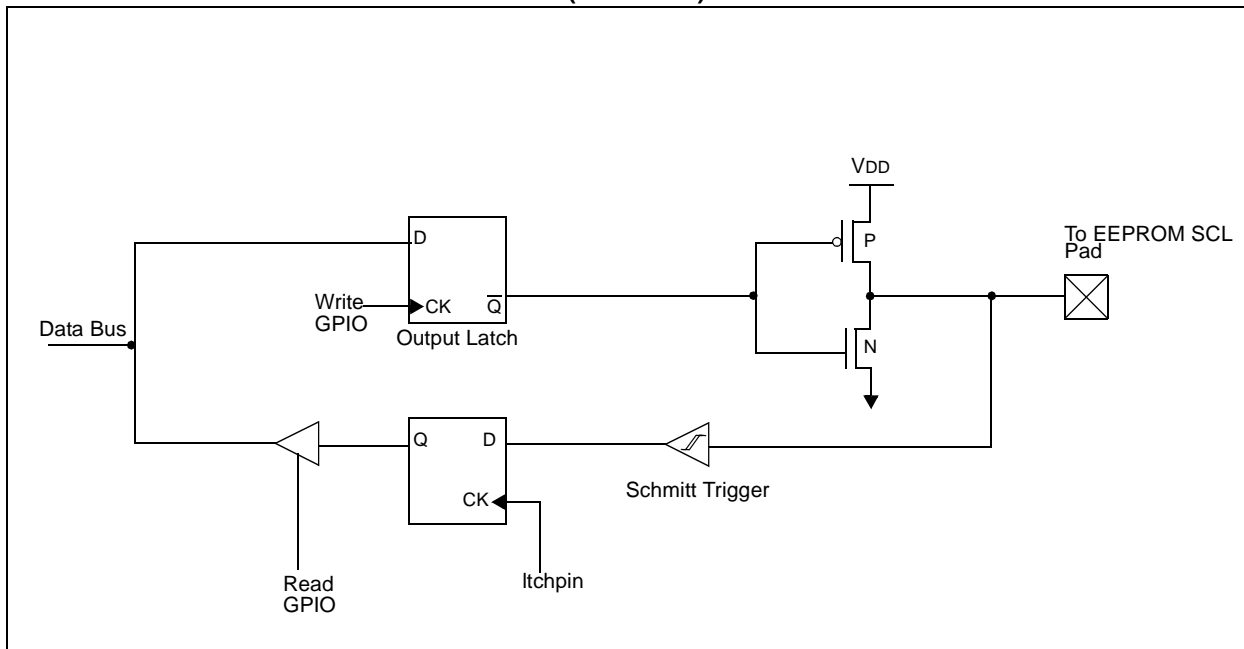 VDD
P
To EEPROM SCL
Pad
D
Write
GPIO
CK
Q
Output Latch
Data Bus
N
Q
D
Schmitt Trigger
CK
Read
GPIO
ltchpin